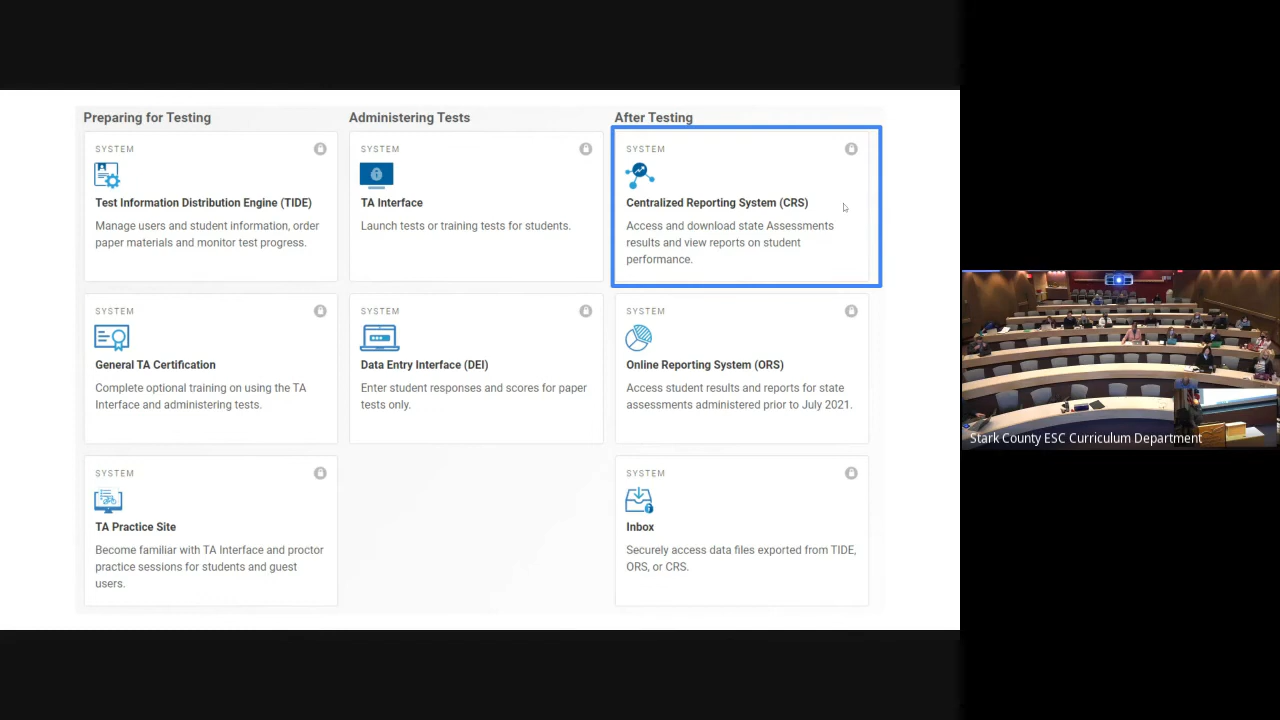 Preparing for Testing
Administering Tests
After Testing
SYSTEM
Test Information Distribution Engine (TIDE)
Manage users and student information, order
paper materials and monitor test progress.
SYSTEM
TA Interface
Launch tests or training tests for students.
SYSTEM
Centralized Reporting System (CRS)
Access and download state Assessments
results and view reports on student
performance.
SYSTEM
General TA Certification
Complete optional training on using the TA
Interface and administering tests.
SYSTEM
Data Entry Interface (DEI)
Enter student responses and scores for paper
tests only.
SYSTEM
Online Reporting System (ORS)
Access student results and reports for state
assessments administered prior to July 2021.
SYSTEM
TA Practice Site
Become familiar with TA Interface and proctor
practice sessions for students and guest
users.
SYSTEM
Inbox
Securely access data files exported from TIDE,
ORS, or CRS.
Stark County ESC Curriculum Department